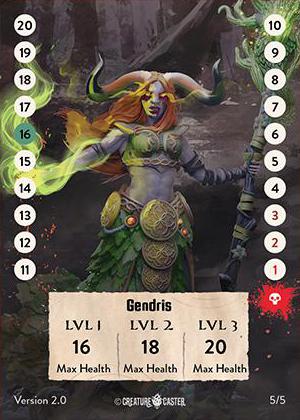 20 10
19 9
18 8
17 7
16 6
15 5
14 4
13 3
12 2
11 1
Gendris
LVL 1 LVL 2 LVL 3
16 18 20
Max Health Max Health Max Health
Version 2.0 © CREATURE CASTER 5/5